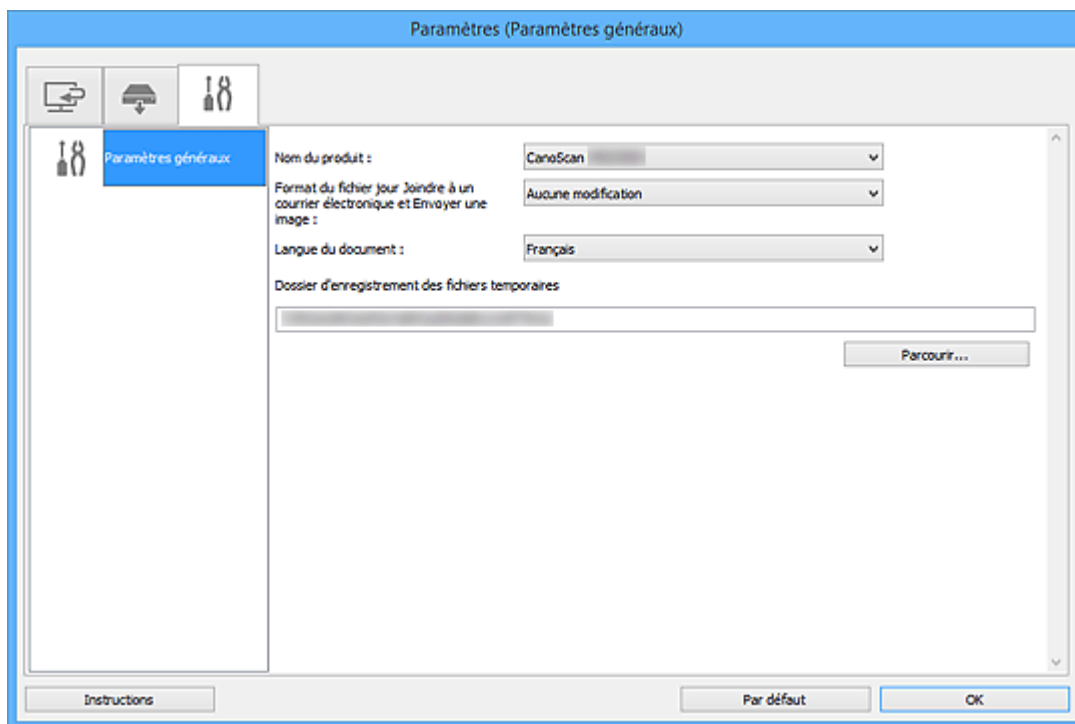 Paramètres (Paramètres généraux)
Paramètres généraux
Nom du produit :
CanoScan
Format du fichier jour Joindre à un
courrier électronique et Envoyer une
image :
Aucune modification
Langue du document :
Français
Dossier d'enregistrement des fichiers temporaires
Parcourir...
Instructions
Par défaut
OK